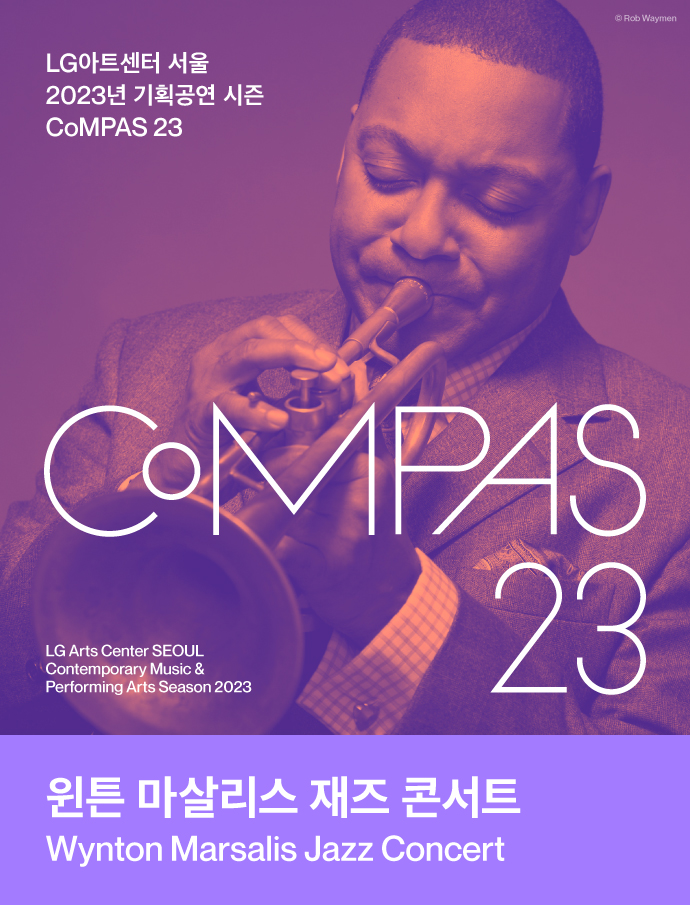 © Rob Waymen
LG아트센터 서울
2023년 기획공연 시즌
CoMPAS 23
CoMPAS
23
LG Arts Center SEOUL
Contemporary Music &
Performing Arts Season 2023
윈튼 마살리스 재즈 콘서트
Wynton Marsalis Jazz Concert